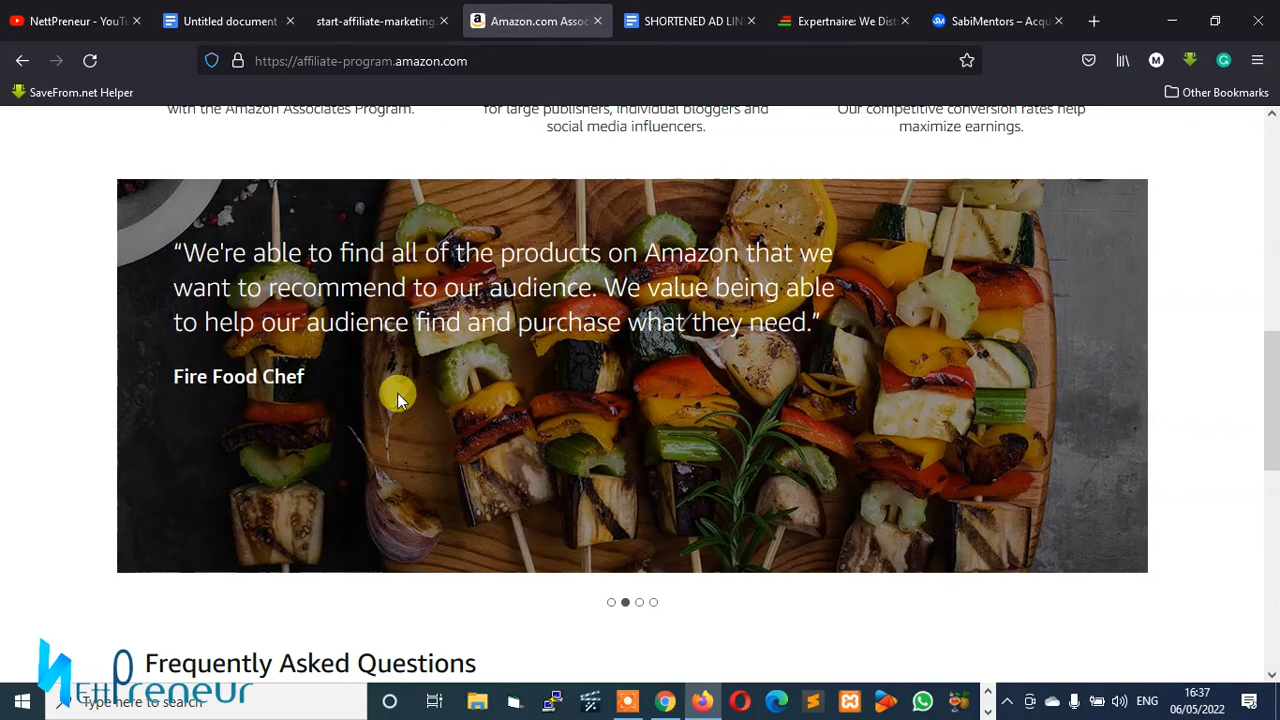 NettPreneur - YouTu
Untitled document
start-affiliate-marketing
Amazon.com Assoc
SHORTENED AD LIN
Expertnaire: We Dist
SabiMentors – Acqu
https://affiliate-program.amazon.com
SaveFrom.net Helper
Other Bookmarks
with the Amazon Associates Program.
for large publishers, individual bloggers and
social media influencers.
Our competitive conversion rates help
maximize earnings.
“We're able to find all of the products on Amazon that we
want to recommend to our audience. We value being able
to help our audience find and purchase what they need.”
Fire Food Chef
Frequently Asked Questions
NettPreneur
Type here to search
ENG
16:37
06/05/2022